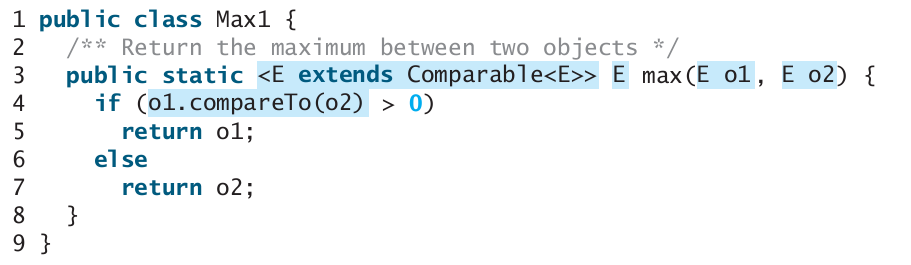 1 public class Max1 {
2   /** Return the maximum between two objects */
3   public static <E extends Comparable<E>> E max(E o1, E o2) {
4     if (o1.compareTo(o2) > 0)
5       return o1;
6     else
7       return o2;
8   }
9 }